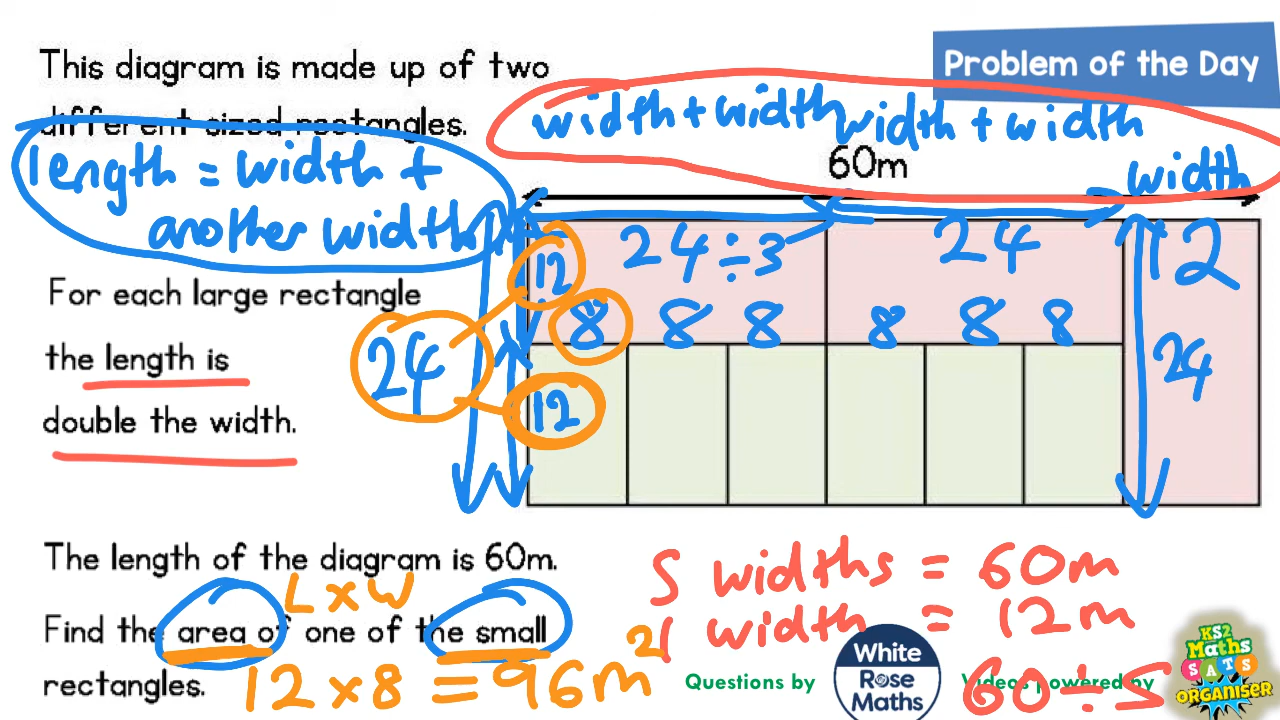 This diagram is made up of two
different sized rectangles.
Problem of the Day
width + width width + width
width
60m
length = width +
another width
For each large rectangle
the length is
double the width.
24
12
24 ÷ 3
24
12
8 8 8 8 8 8
24
12
The length of the diagram is 60m.
L x W
Find the area of one of the small
rectangles.
12 x 8 = 96m²
5 widths = 60m
1 width = 12m
60 ÷ 5
Questions by
White
Rose
Maths
Videos powered by
KS2
Maths
SATS
ORGANISER